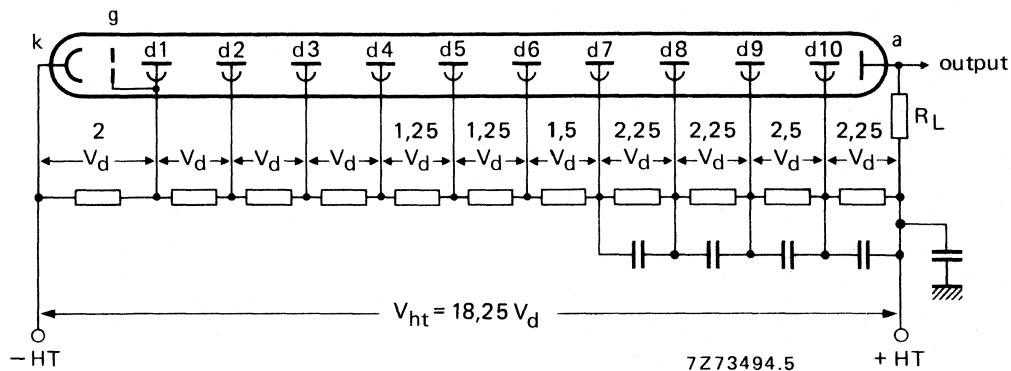 g
k d1 d2 d3 d4 d5 d6 d7 d8 d9 d10 a
output
R_L
2 1,25 1,25 1,5 2,25 2,25 2,5 2,25
V_d V_d V_d V_d V_d V_d V_d V_d V_d V_d V_d
V_ht = 18,25 V_d
– HT + HT
7Z73494.5